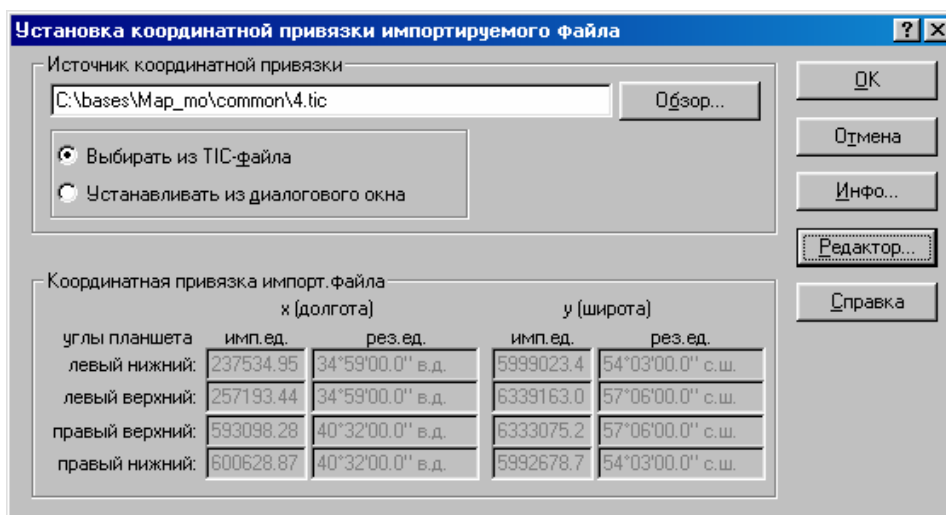 Установка координатной привязки импортируемого файла
Источник координатной привязки
C:\bases\Map_mo\common\4.tic
Обзор...
Выбирать из TIC-файла
Устанавливать из диалогового окна
OK
Отмена
Инфо...
Редактор...
Справка
Координатная привязка импорт.файла
x (долгота) y (широта)
углы планшета имп.ед. рез.ед. имп.ед. рез.ед.
левый нижний: 237534.95 34°59'00.0'' в.д. 5999023.4 54°03'00.0'' с.ш.
левый верхний: 257193.44 34°59'00.0'' в.д. 6339163.0 57°06'00.0'' с.ш.
правый верхний: 593098.28 40°32'00.0'' в.д. 6333075.2 57°06'00.0'' с.ш.
правый нижний: 600628.87 40°32'00.0'' в.д. 5992678.7 54°03'00.0'' с.ш.